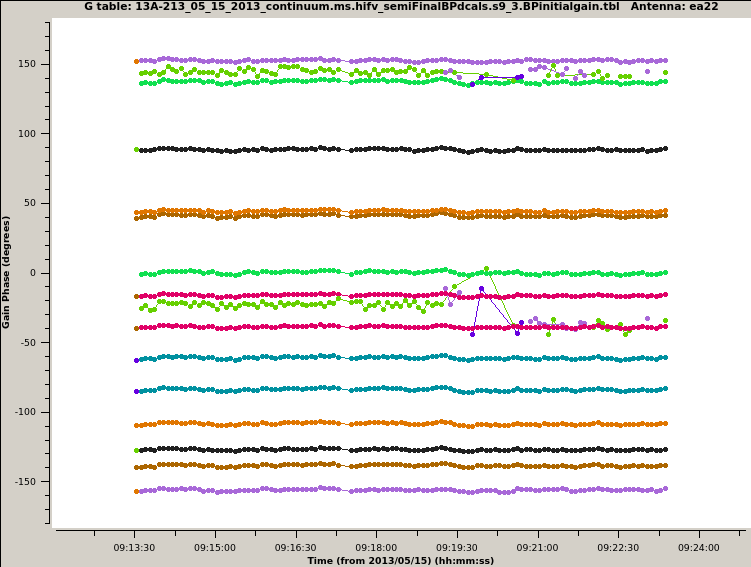 G table: 13A-213_05_15_2013_continuum.ms.hifv_semiFinalBPdcals.s9_3.BPinitialgain.tbl   Antenna: ea22
150
100
50
0
-50
-100
-150
Gain Phase (degrees)
09:13:30 09:15:00 09:16:30 09:18:00 09:19:30 09:21:00 09:22:30 09:24:00
Time (from 2013/05/15) (hh:mm:ss)